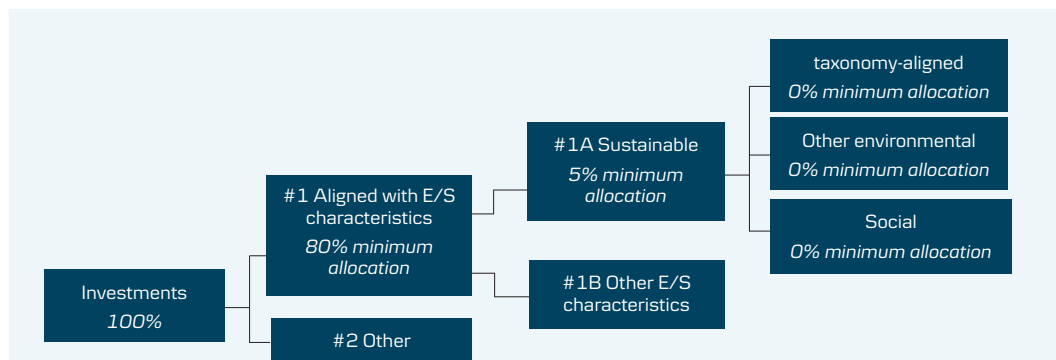 taxonomy-aligned
0% minimum allocation
Other environmental
0% minimum allocation
Social
0% minimum allocation
#1A Sustainable
5% minimum
allocation
#1 Aligned with E/S
characteristics
80% minimum
allocation
#1B Other E/S
characteristics
Investments
100%
#2 Other